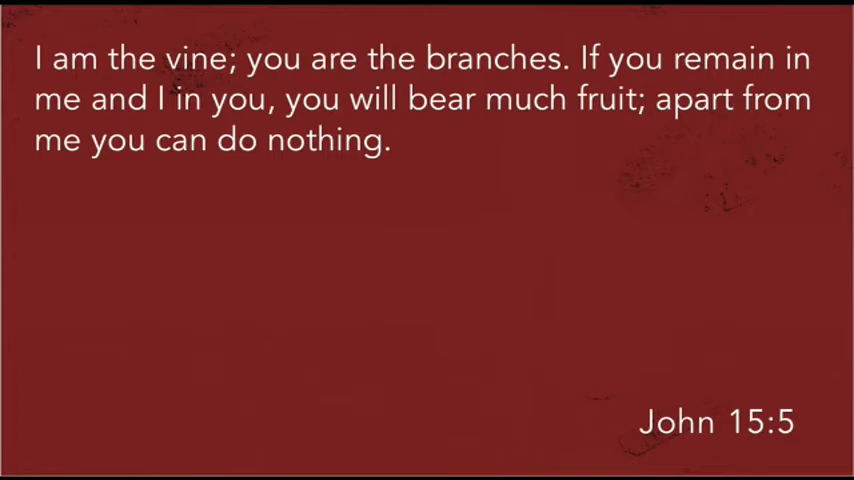 I am the vine; you are the branches. If you remain in
me and I in you, you will bear much fruit; apart from
me you can do nothing.
John 15:5